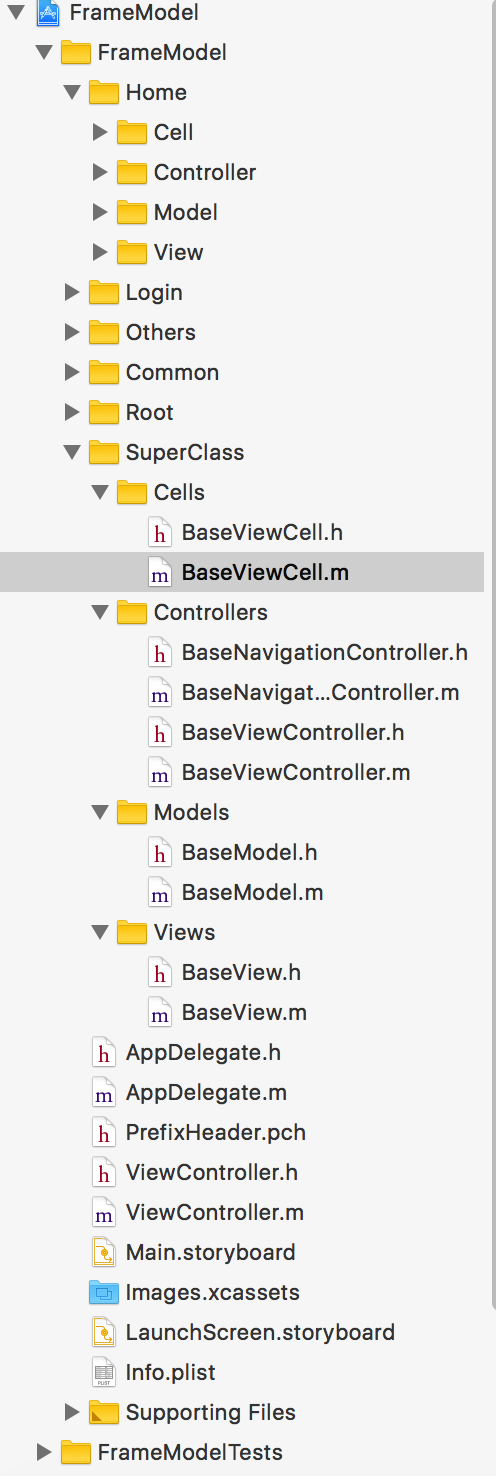 FrameModel
FrameModel
Home
Cell
Controller
Model
View
Login
Others
Common
Root
SuperClass
Cells
h BaseViewCell.h
m BaseViewCell.m
Controllers
h BaseNavigationController.h
m BaseNavigat...Controller.m
h BaseViewController.h
m BaseViewController.m
Models
h BaseModel.h
m BaseModel.m
Views
h BaseView.h
m BaseView.m
h AppDelegate.h
m AppDelegate.m
h PrefixHeader.pch
h ViewController.h
m ViewController.m
Main.storyboard
Images.xcassets
LaunchScreen.storyboard
PLIST Info.plist
Supporting Files
FrameModelTests